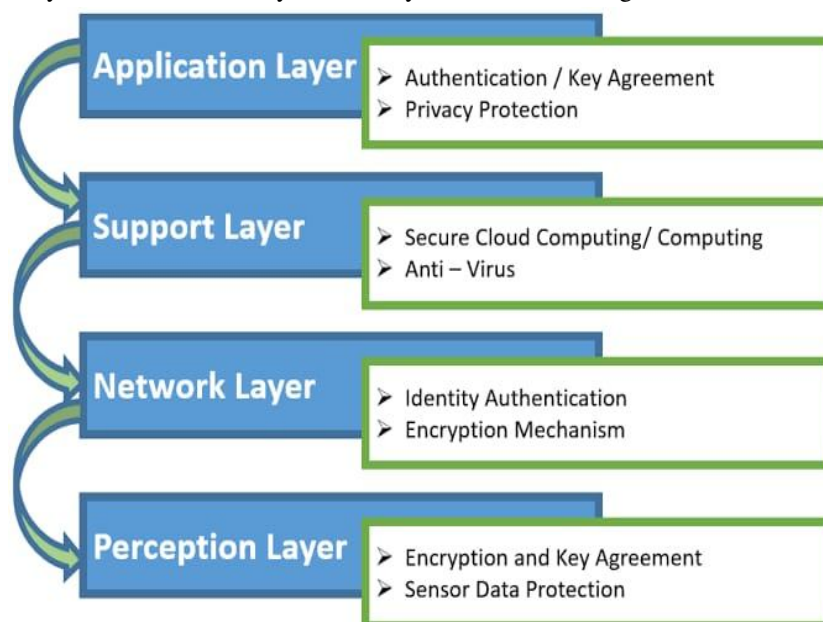 Application Layer
➢ Authentication / Key Agreement
➢ Privacy Protection
Support Layer
➢ Secure Cloud Computing/ Computing
➢ Anti – Virus
Network Layer
➢ Identity Authentication
➢ Encryption Mechanism
Perception Layer
➢ Encryption and Key Agreement
➢ Sensor Data Protection